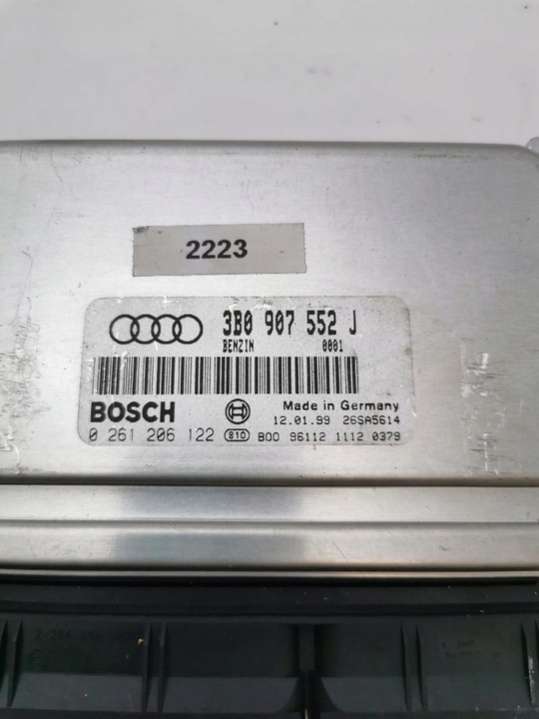 2223
3B0 907 552 J
BENZIN 0001
BOSCH Made in Germany
12.01.99 26SA5614
0 261 206 122 810 B00 96112 1112 0379